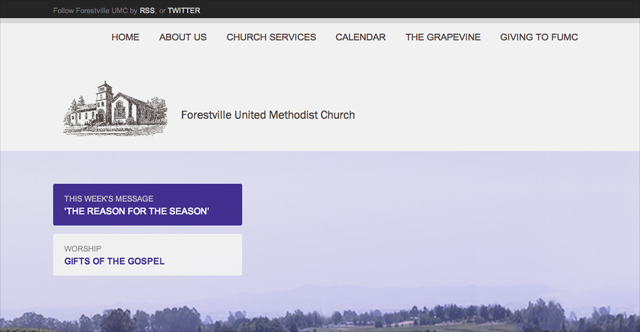 Follow Forestville UMC by RSS, or TWITTER
HOME ABOUT US CHURCH SERVICES CALENDAR THE GRAPEVINE GIVING TO FUMC
Forestville United Methodist Church
THIS WEEK'S MESSAGE
'THE REASON FOR THE SEASON'
WORSHIP
GIFTS OF THE GOSPEL